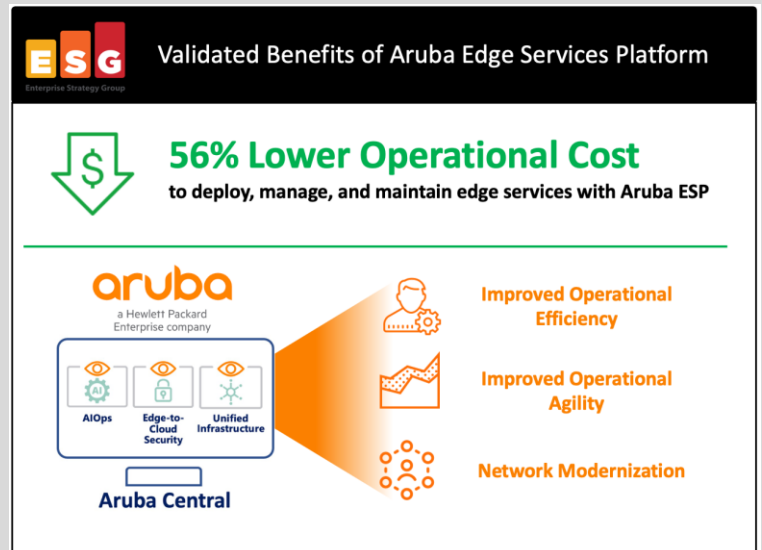 ESG
Enterprise Strategy Group
Validated Benefits of Aruba Edge Services Platform
$
56% Lower Operational Cost
to deploy, manage, and maintain edge services with Aruba ESP
aruba
a Hewlett Packard
Enterprise company
AI
AIOps
Edge-to-
Cloud
Security
Unified
Infrastructure
Aruba Central
Improved Operational
Efficiency
Improved Operational
Agility
Network Modernization